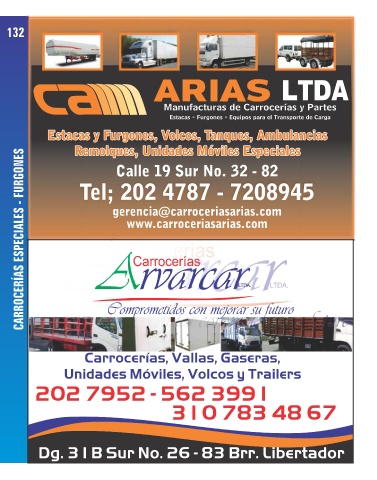 132
CARROCERÍAS ESPECIALES - FURGONES
ARIAS LTDA
Manufacturas de Carrocerías y Partes
Estacas - Furgones - Equipos para el Transporte de Carga
Estacas y Furgones, Volcos, Tanques, Ambulancias
Remolques, Unidades Móviles Especiales
Calle 19 Sur No. 32 - 82
Tel; 202 4787 - 7208945
gerencia@carroceriasarias.com
www.carroceriasarias.com
Carrocerías
Arvarcar LTDA.
Comprometidos con mejorar su futuro
Carrocerías, Vallas, Gaseras,
Unidades Móviles, Volcos y Trailers
202 7952 - 562 3991
310 783 48 67
Dg. 31B Sur No. 26 - 83 Brr. Libertador